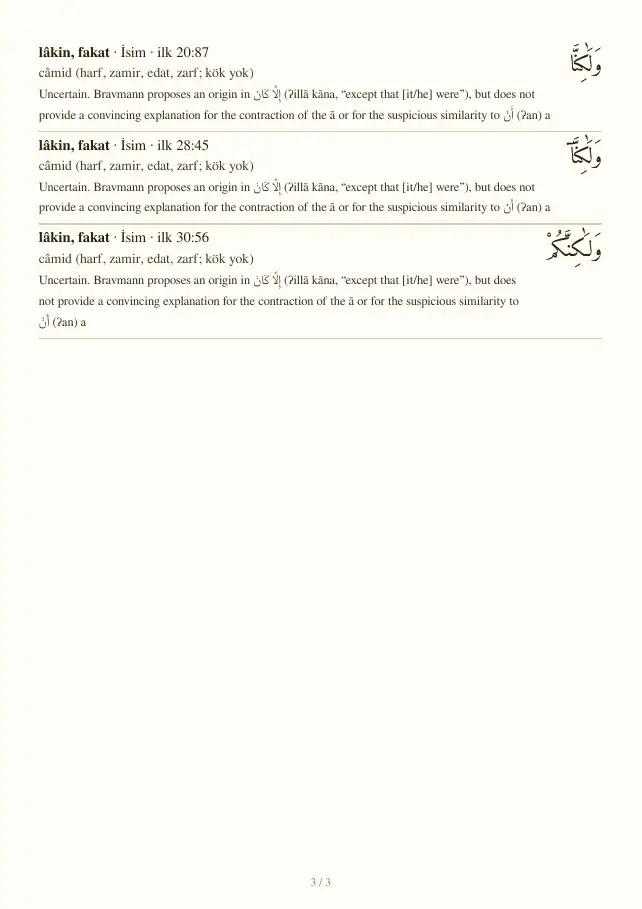 lâkin, fakat · İsim · ilk 20:87
وَلَٰكِنَّا
câmid (harf, zamir, edat, zarf; kök yok)
Uncertain. Bravmann proposes an origin in إِلَّا كَانَ (ʔillā kāna, “except that [it/he] were”), but does not
provide a convincing explanation for the contraction of the ā or for the suspicious similarity to أَنْ (ʔan) a
lâkin, fakat · İsim · ilk 28:45
وَلَٰكِنَّآ
câmid (harf, zamir, edat, zarf; kök yok)
Uncertain. Bravmann proposes an origin in إِلَّا كَانَ (ʔillā kāna, “except that [it/he] were”), but does not
provide a convincing explanation for the contraction of the ā or for the suspicious similarity to أَنْ (ʔan) a
lâkin, fakat · İsim · ilk 30:56
وَلَٰكِنَّكُمْ
câmid (harf, zamir, edat, zarf; kök yok)
Uncertain. Bravmann proposes an origin in إِلَّا كَانَ (ʔillā kāna, “except that [it/he] were”), but does
not provide a convincing explanation for the contraction of the ā or for the suspicious similarity to
أَنْ (ʔan) a
3 / 3